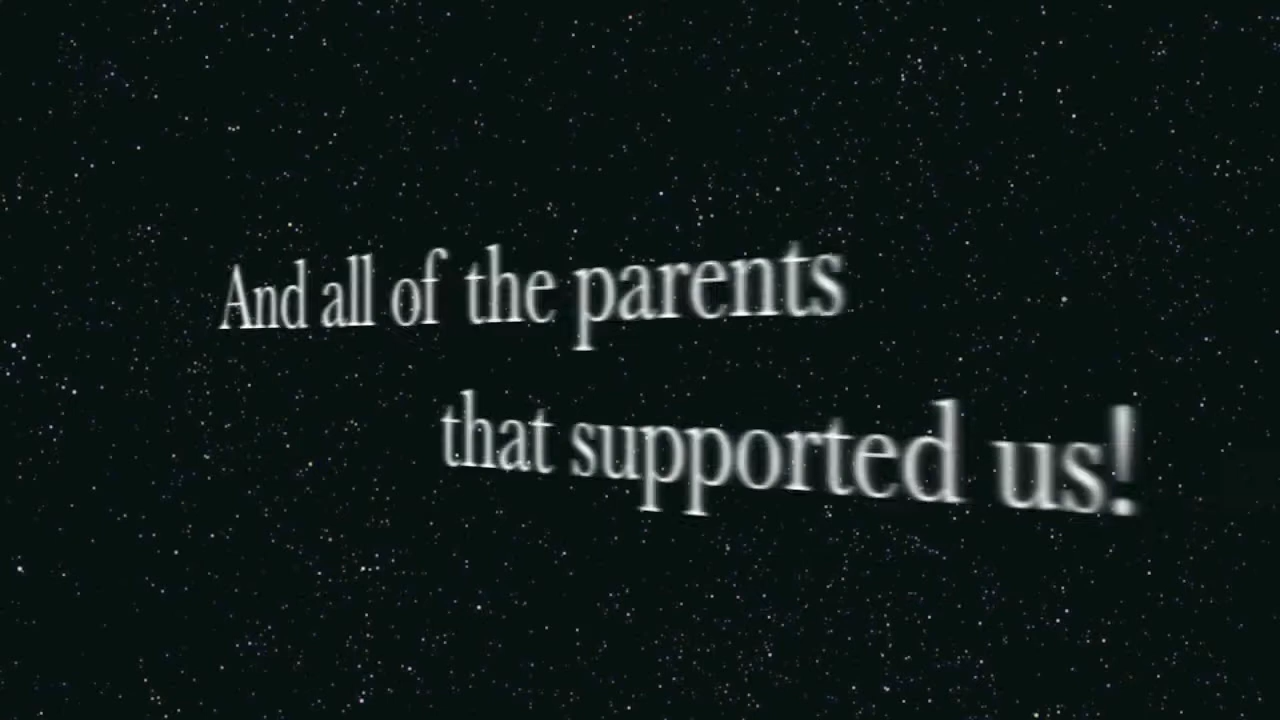 And all of the parents
that supported us!